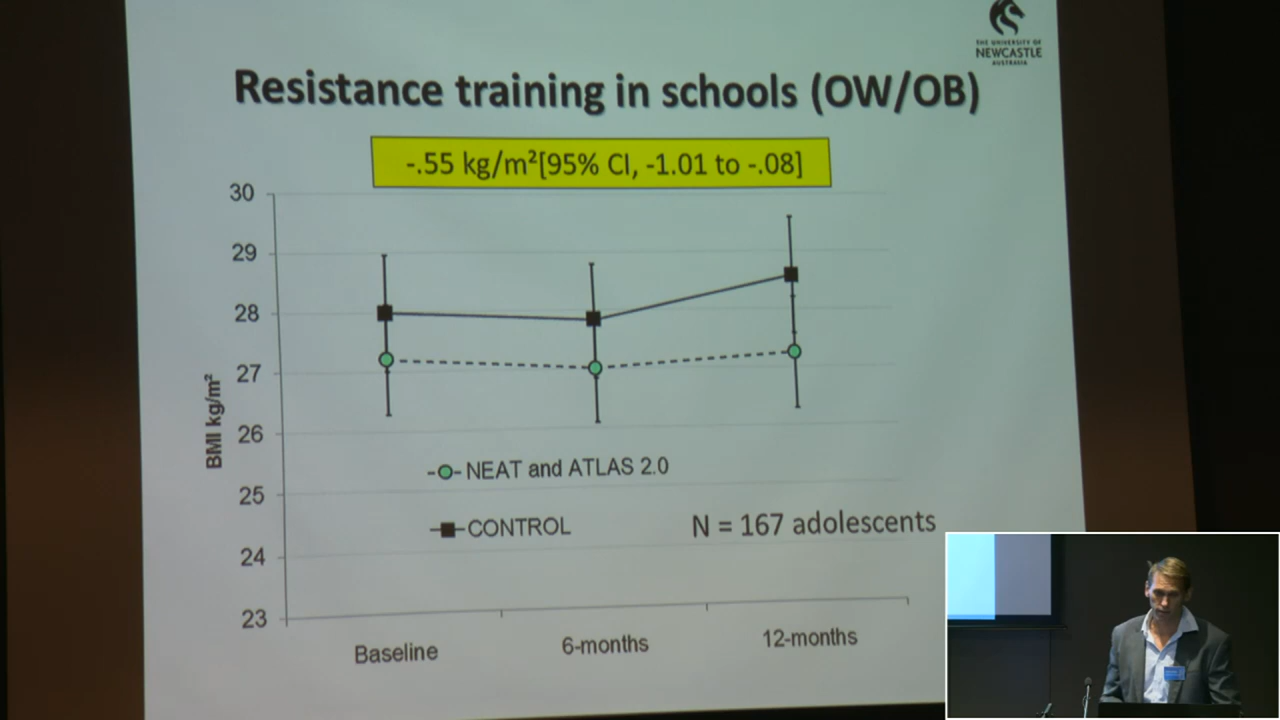 THE UNIVERSITY OF
NEWCASTLE
AUSTRALIA
Resistance training in schools (OW/OB)
-.55 kg/m²[95% CI, -1.01 to -.08]
30
29
28
27
26
25
24
23
BMI kg/m²
NEAT and ATLAS 2.0
CONTROL
N = 167 adolescents
Baseline
6-months
12-months